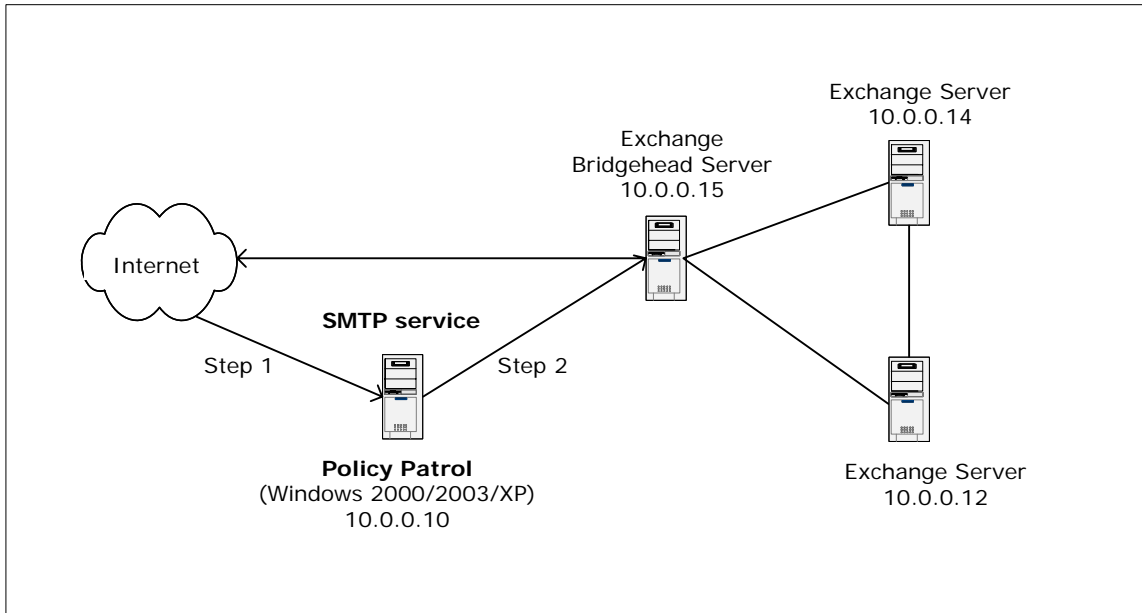 Exchange Server
10.0.0.14
Exchange
Bridgehead Server
10.0.0.15
Internet
SMTP service
Step 1
Step 2
Policy Patrol
(Windows 2000/2003/XP)
10.0.0.10
Exchange Server
10.0.0.12